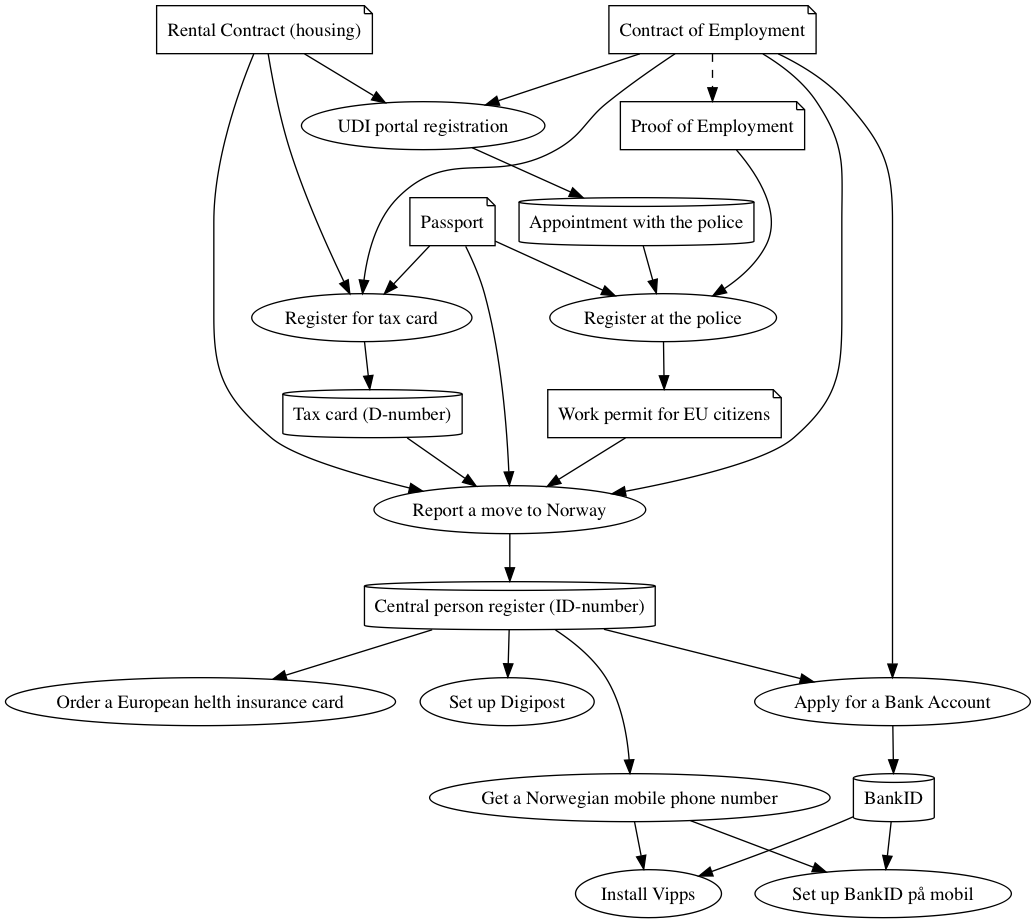 Rental Contract (housing)
Contract of Employment
UDI portal registration
Proof of Employment
Passport
Appointment with the police
Register for tax card
Register at the police
Tax card (D-number)
Work permit for EU citizens
Report a move to Norway
Central person register (ID-number)
Order a European helth insurance card
Set up Digipost
Apply for a Bank Account
Get a Norwegian mobile phone number
BankID
Install Vipps
Set up BankID på mobil